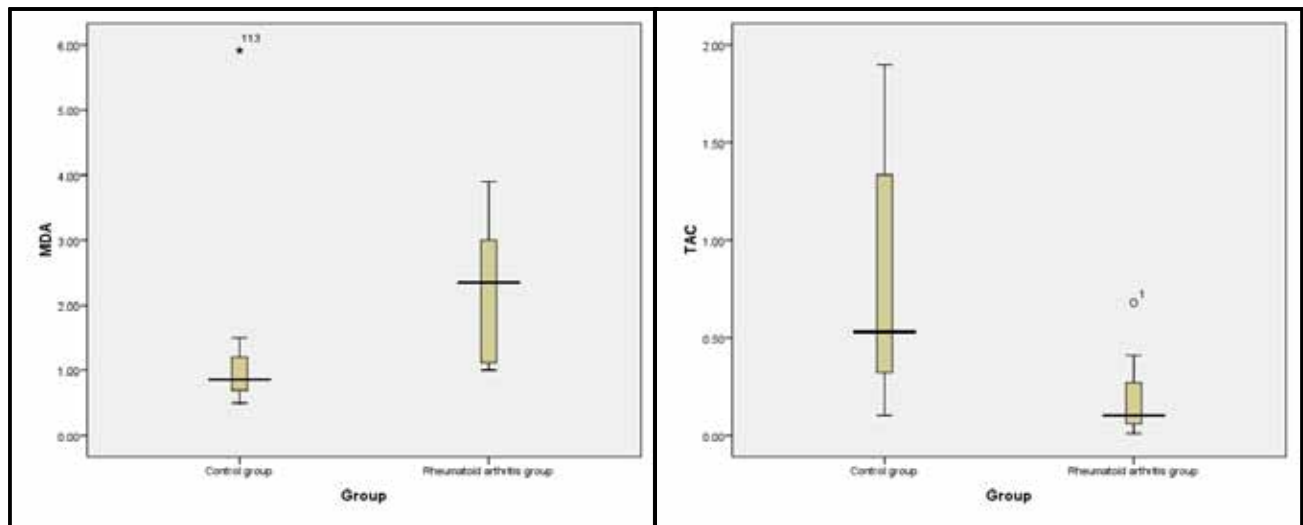 113
6.00
5.00
4.00
3.00
2.00
1.00
0.00
MDA
Control group
Rheumatoid arthritis group
Group
2.00
1.50
1.00
0.50
0.00
TAC
1
Control group
Rheumatoid arthritis group
Group